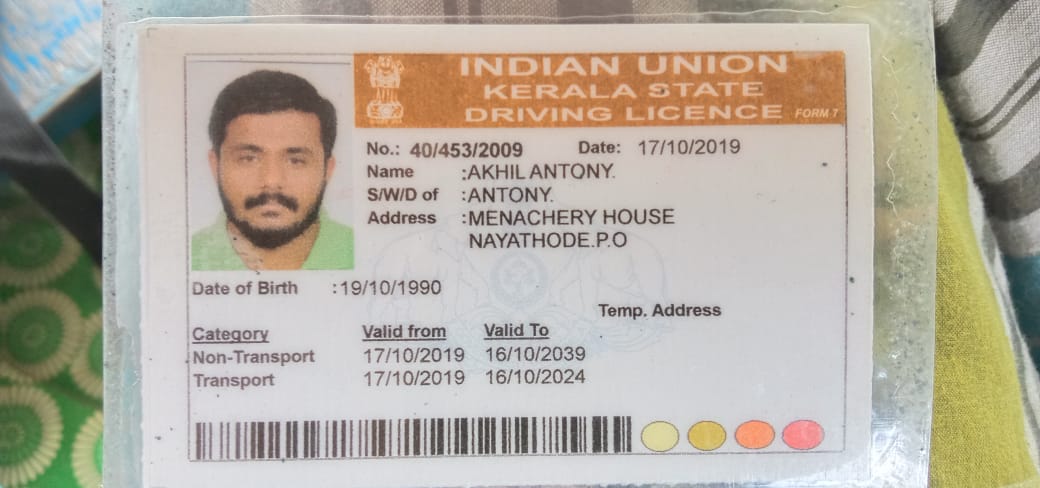 INDIAN UNION
KERALA STATE
DRIVING LICENCE FORM 7
No.: 40/453/2009 Date: 17/10/2019
Name :AKHIL ANTONY.
S/W/D of :ANTONY.
Address :MENACHERY HOUSE
NAYATHODE.P.O
Date of Birth :19/10/1990
Temp. Address
Category Valid from Valid To
Non-Transport 17/10/2019 16/10/2039
Transport 17/10/2019 16/10/2024